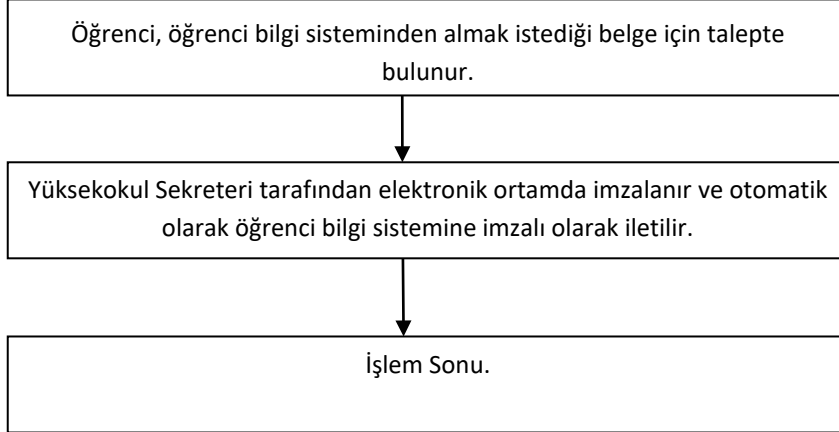 Öğrenci, öğrenci bilgi sisteminden almak istediği belge için talepte
bulunur.
Yüksekokul Sekreteri tarafından elektronik ortamda imzalanır ve otomatik
olarak öğrenci bilgi sistemine imzalı olarak iletilir.
İşlem Sonu.